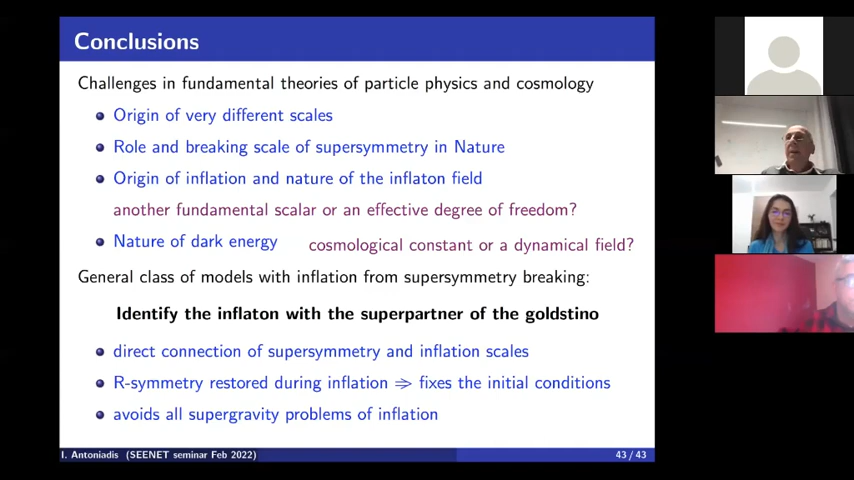 Conclusions
Challenges in fundamental theories of particle physics and cosmology
Origin of very different scales
Role and breaking scale of supersymmetry in Nature
Origin of inflation and nature of the inflaton field
another fundamental scalar or an effective degree of freedom?
Nature of dark energy cosmological constant or a dynamical field?
General class of models with inflation from supersymmetry breaking:
Identify the inflaton with the superpartner of the goldstino
direct connection of supersymmetry and inflation scales
R-symmetry restored during inflation ⇒ fixes the initial conditions
avoids all supergravity problems of inflation
I. Antoniadis (SEENET seminar Feb 2022) 43 / 43